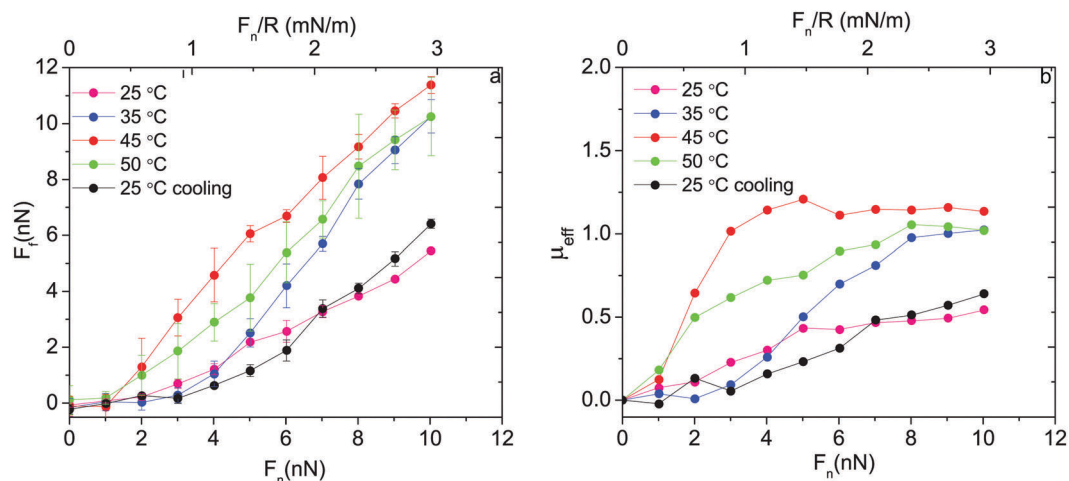 Fₙ/R (mN/m)
0 1 2 3
12 a
10
8
6
4
2
0
Ff(nN)
25 °C
35 °C
45 °C
50 °C
25 °C cooling
0 2 4 6 8 10 12
Fₙ(nN)
Fₙ/R (mN/m)
0 1 2 3
2.0 b
1.5
1.0
0.5
0.0
μeff
25 °C
35 °C
45 °C
50 °C
25 °C cooling
0 2 4 6 8 10 12
Fₙ(nN)